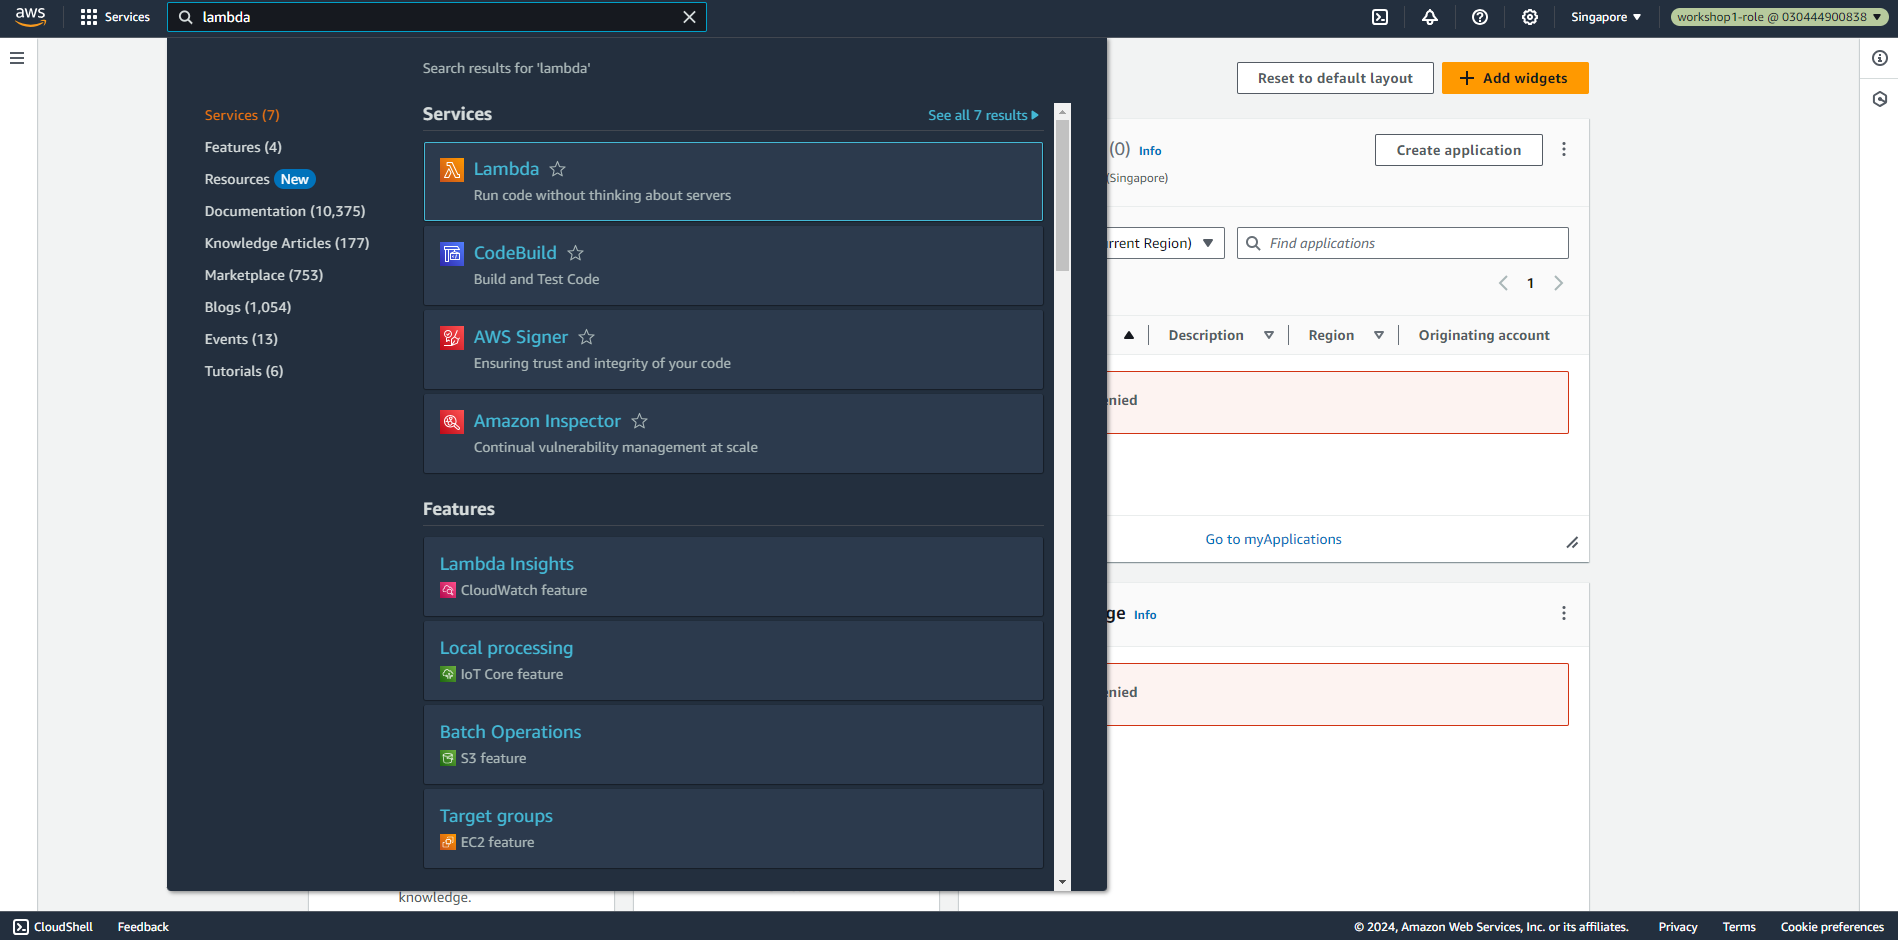 aws
Services
lambda
Singapore
workshop1-role @ 030444900838
Search results for 'lambda'
Services (7)
Features (4)
Resources New
Documentation (10,375)
Knowledge Articles (177)
Marketplace (753)
Blogs (1,054)
Events (13)
Tutorials (6)
Services
See all 7 results
Lambda
Run code without thinking about servers
CodeBuild
Build and Test Code
AWS Signer
Ensuring trust and integrity of your code
Amazon Inspector
Continual vulnerability management at scale
Features
Lambda Insights
CloudWatch feature
Local processing
IoT Core feature
Batch Operations
S3 feature
Target groups
EC2 feature
Reset to default layout
Add widgets
(0) Info
(Singapore)
Create application
rrent Region)
Find applications
1
Description
Region
Originating account
enied
Go to myApplications
ge Info
enied
knowledge.
CloudShell
Feedback
© 2024, Amazon Web Services, Inc. or its affiliates.
Privacy
Terms
Cookie preferences